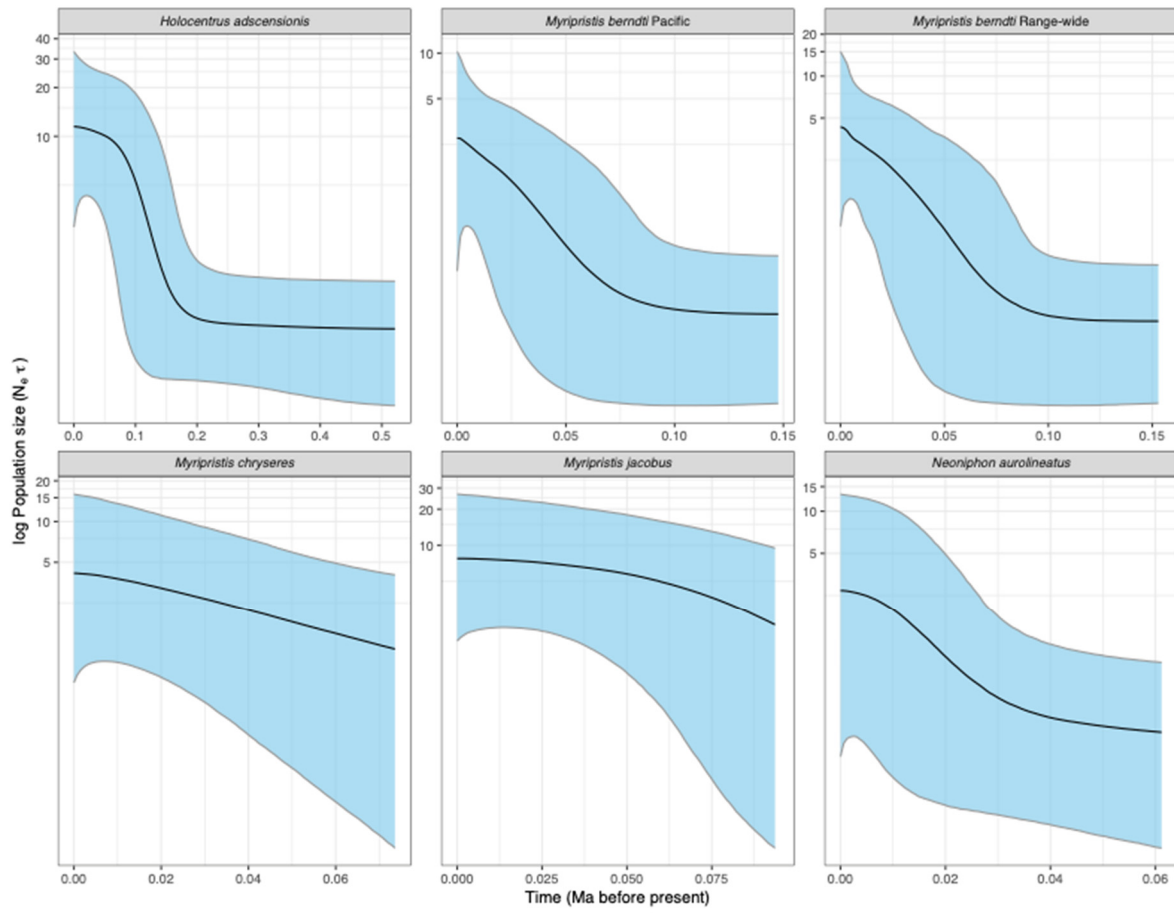 Holocentrus adscensionis
Myripristis berndti Pacific
Myripristis berndti Range-wide
40
30
20
10
10
5
20
15
10
5
0.0 0.1 0.2 0.3 0.4 0.5
0.00 0.05 0.10 0.15
0.00 0.05 0.10 0.15
log Population size (Nₑ τ)
Myripristis chryseres
Myripristis jacobus
Neoniphon aurolineatus
20
15
10
5
30
20
10
15
10
5
0.00 0.02 0.04 0.06
0.000 0.025 0.050 0.075
0.00 0.02 0.04 0.06
Time (Ma before present)